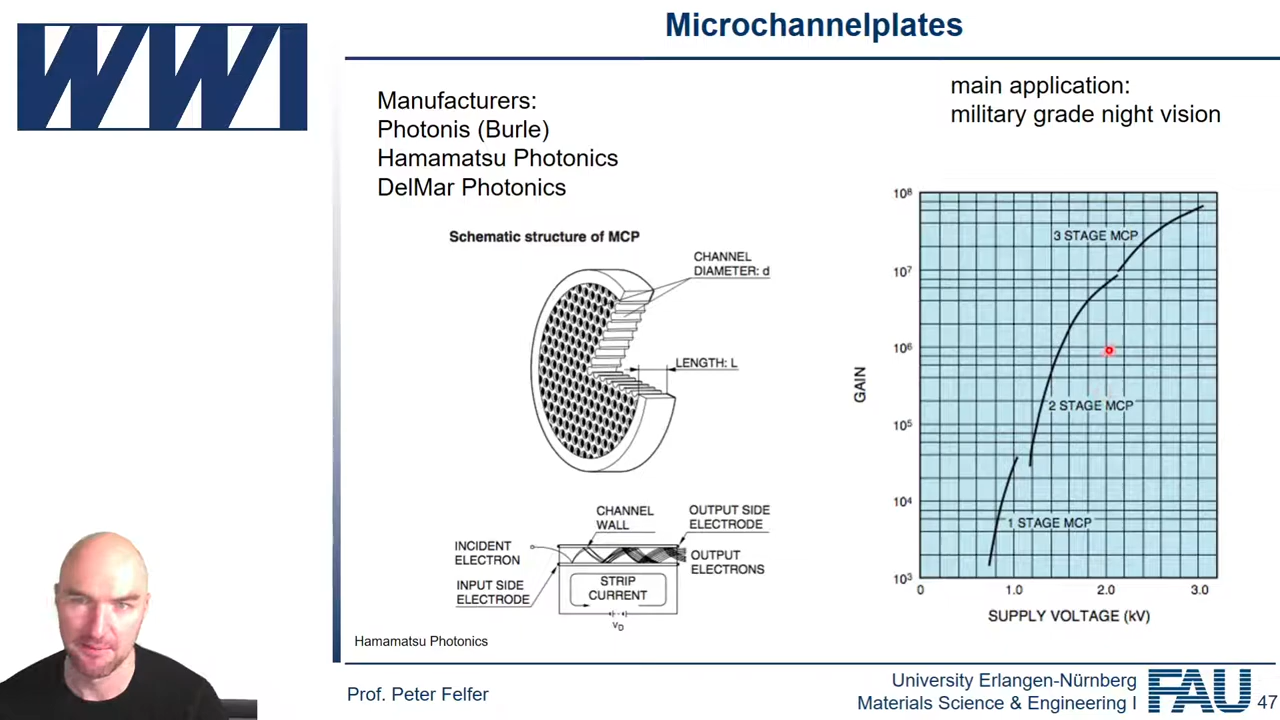 WWI
Microchannelplates
Manufacturers:
Photonis (Burle)
Hamamatsu Photonics
DelMar Photonics
main application:
military grade night vision
Schematic structure of MCP
CHANNEL
DIAMETER: d
LENGTH: L
CHANNEL
WALL
OUTPUT SIDE
ELECTRODE
INCIDENT
ELECTRON
OUTPUT
ELECTRONS
INPUT SIDE
ELECTRODE
STRIP
CURRENT
VD
Hamamatsu Photonics
GAIN
10⁸
10⁷
10⁶
10⁵
10⁴
10³
3 STAGE MCP
2 STAGE MCP
1 STAGE MCP
0 1.0 2.0 3.0
SUPPLY VOLTAGE (kV)
Prof. Peter Felfer
University Erlangen-Nürnberg
Materials Science & Engineering I
FAU
47